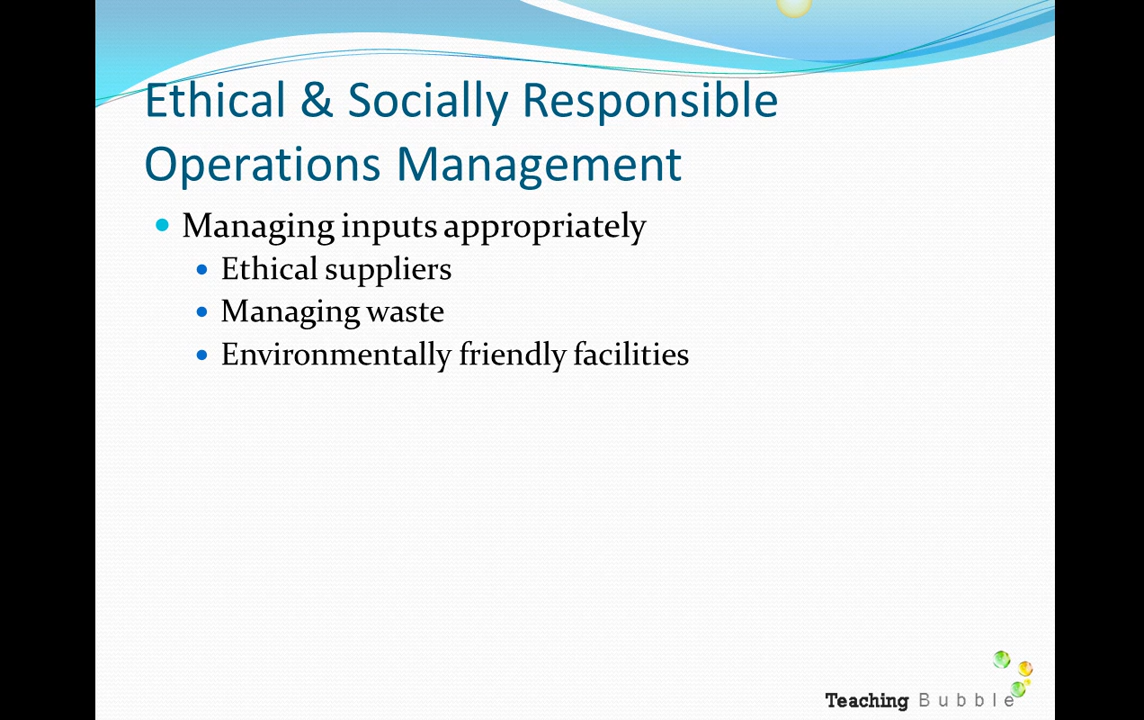 Ethical & Socially Responsible
Operations Management
Managing inputs appropriately
Ethical suppliers
Managing waste
Environmentally friendly facilities
Teaching Bubble